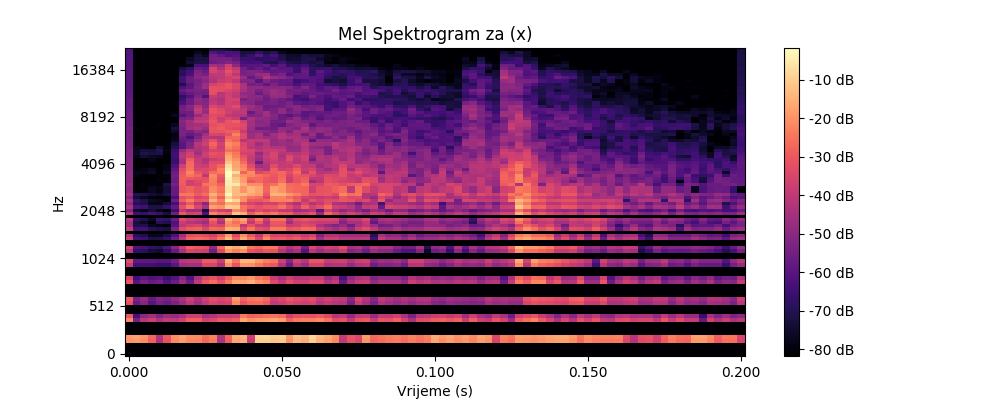 Mel Spektrogram za (x)
16384
8192
4096
2048
1024
512
0
Hz
0.000
0.050
0.100
0.150
0.200
Vrijeme (s)
-10 dB
-20 dB
-30 dB
-40 dB
-50 dB
-60 dB
-70 dB
-80 dB